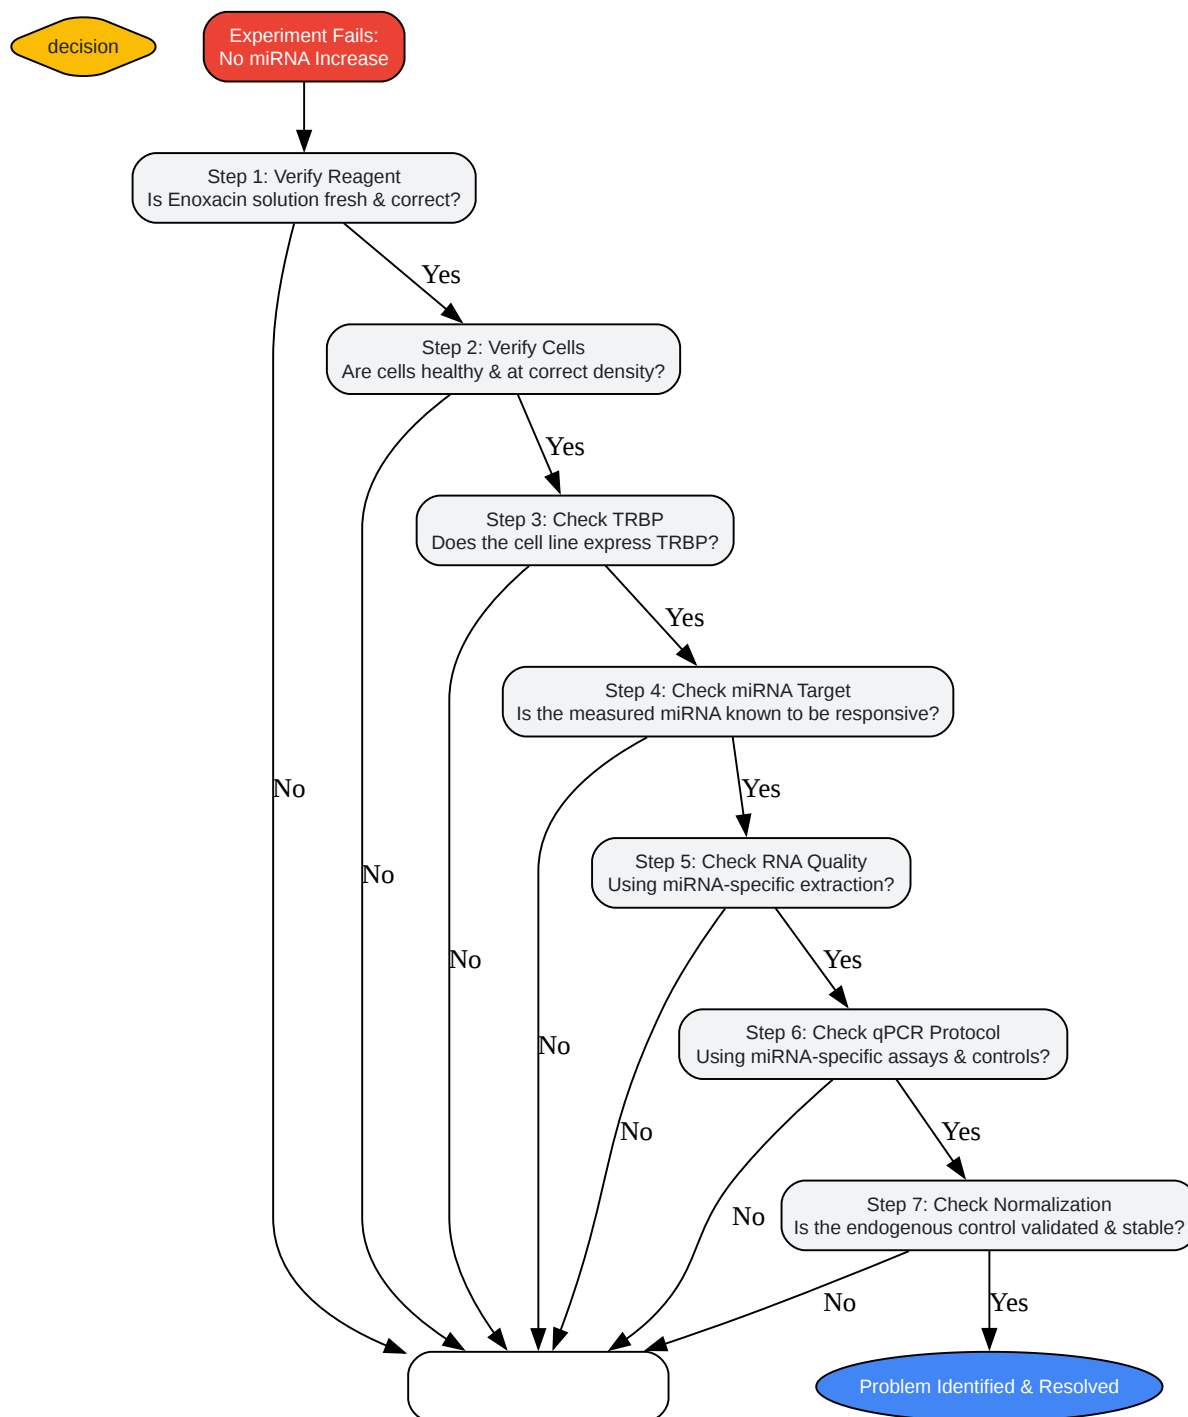 decision
Experiment Fails:
No miRNA Increase
Step 1: Verify Reagent
Is Enoxacin solution fresh & correct?
Yes
Step 2: Verify Cells
Are cells healthy & at correct density?
Yes
Step 3: Check TRBP
Does the cell line express TRBP?
Yes
Step 4: Check miRNA Target
Is the measured miRNA known to be responsive?
No
Yes
Step 5: Check RNA Quality
Using miRNA-specific extraction?
No
No
Yes
Step 6: Check qPCR Protocol
Using miRNA-specific assays & controls?
No
No
Yes
Step 7: Check Normalization
Is the endogenous control validated & stable?
No
No
Yes
Problem Identified & Resolved